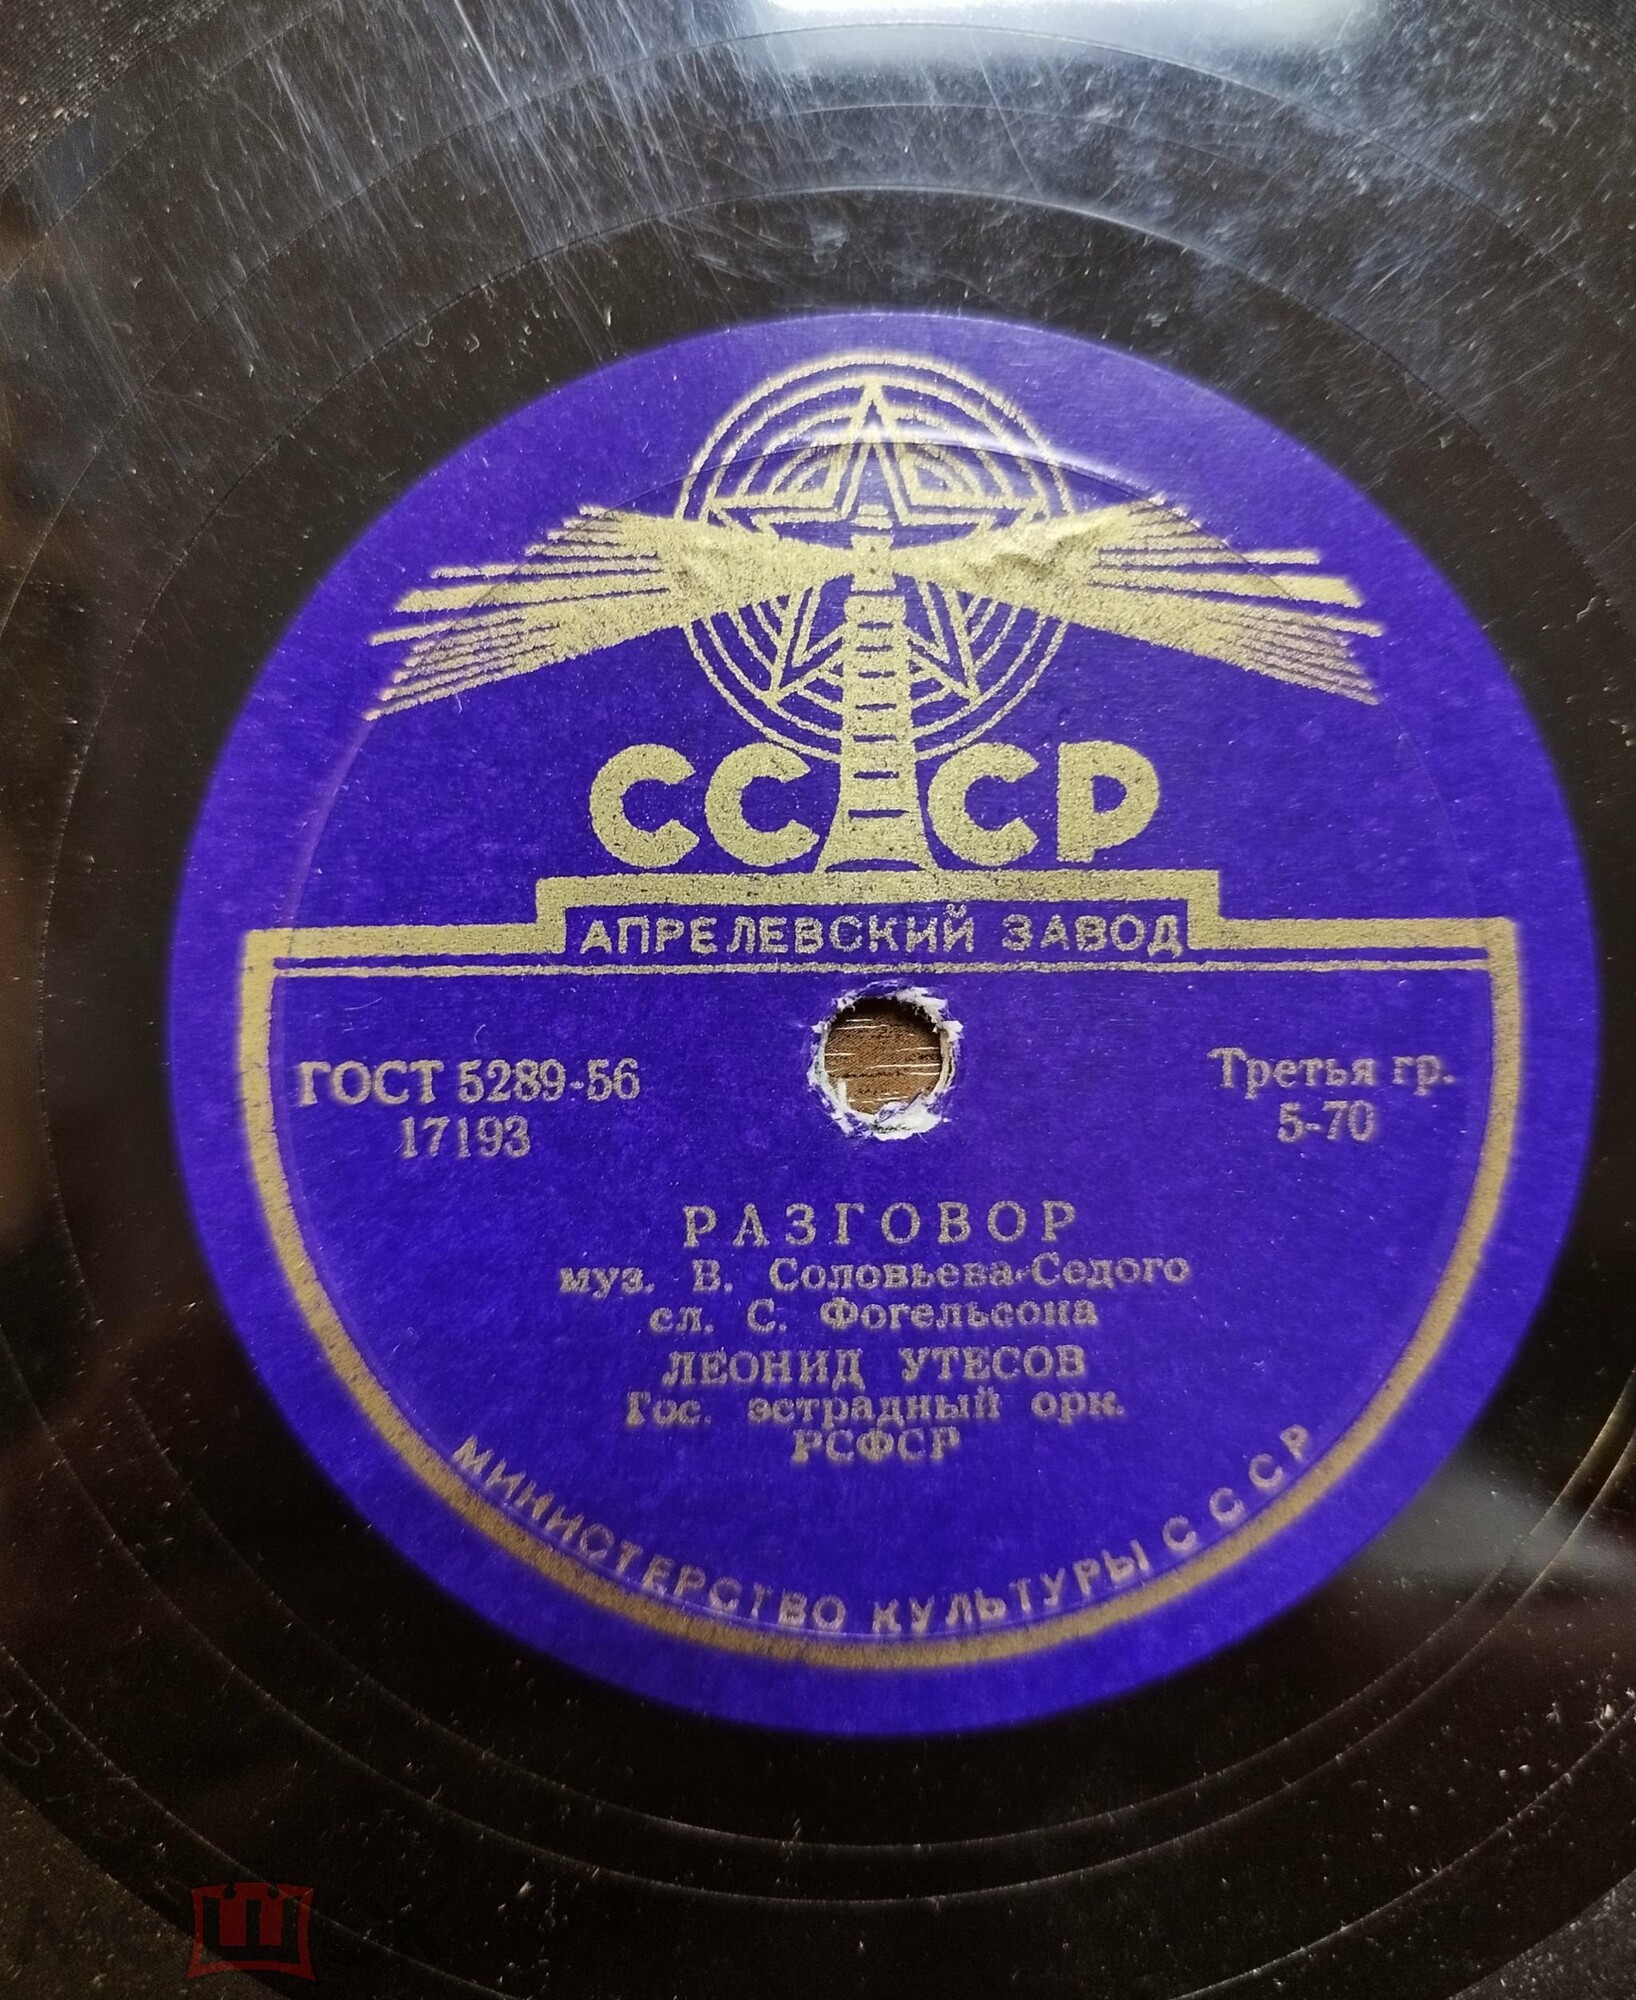 СССР
АПРЕЛЕВСКИЙ ЗАВОД
ГОСТ 5289-56
17193
Третья гр.
5-70
РАЗГОВОР
муз. В. Соловьева-Седого
сл. С. Фогельсона
ЛЕОНИД УТЕСОВ
Гос. эстрадный орк.
РСФСР
МИНИСТЕРСТВО КУЛЬТУРЫ СССР